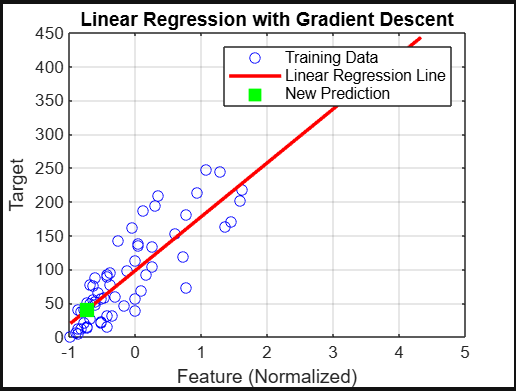 Linear Regression with Gradient Descent
450
400
350
300
250
200
150
100
50
0
Target
Training Data
Linear Regression Line
New Prediction
-1 0 1 2 3 4 5
Feature (Normalized)